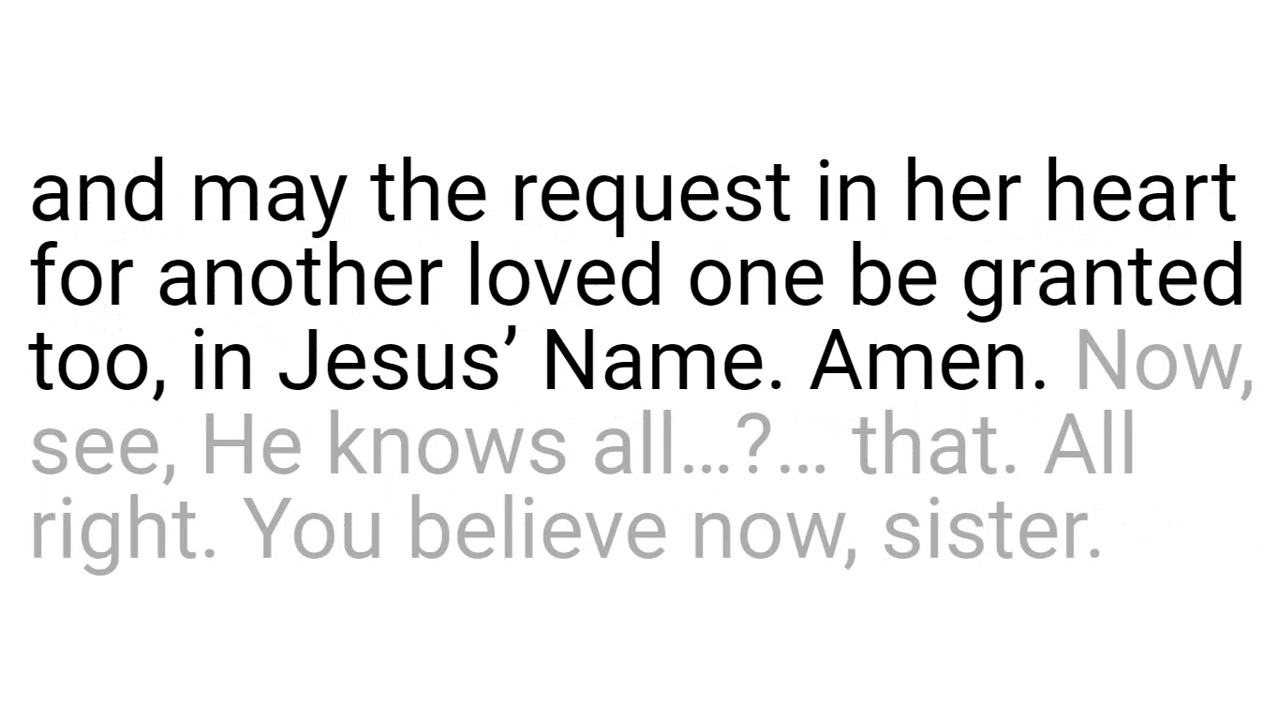 and may the request in her heart
for another loved one be granted
too, in Jesus’ Name. Amen. Now,
see, He knows all…?… that. All
right. You believe now, sister.